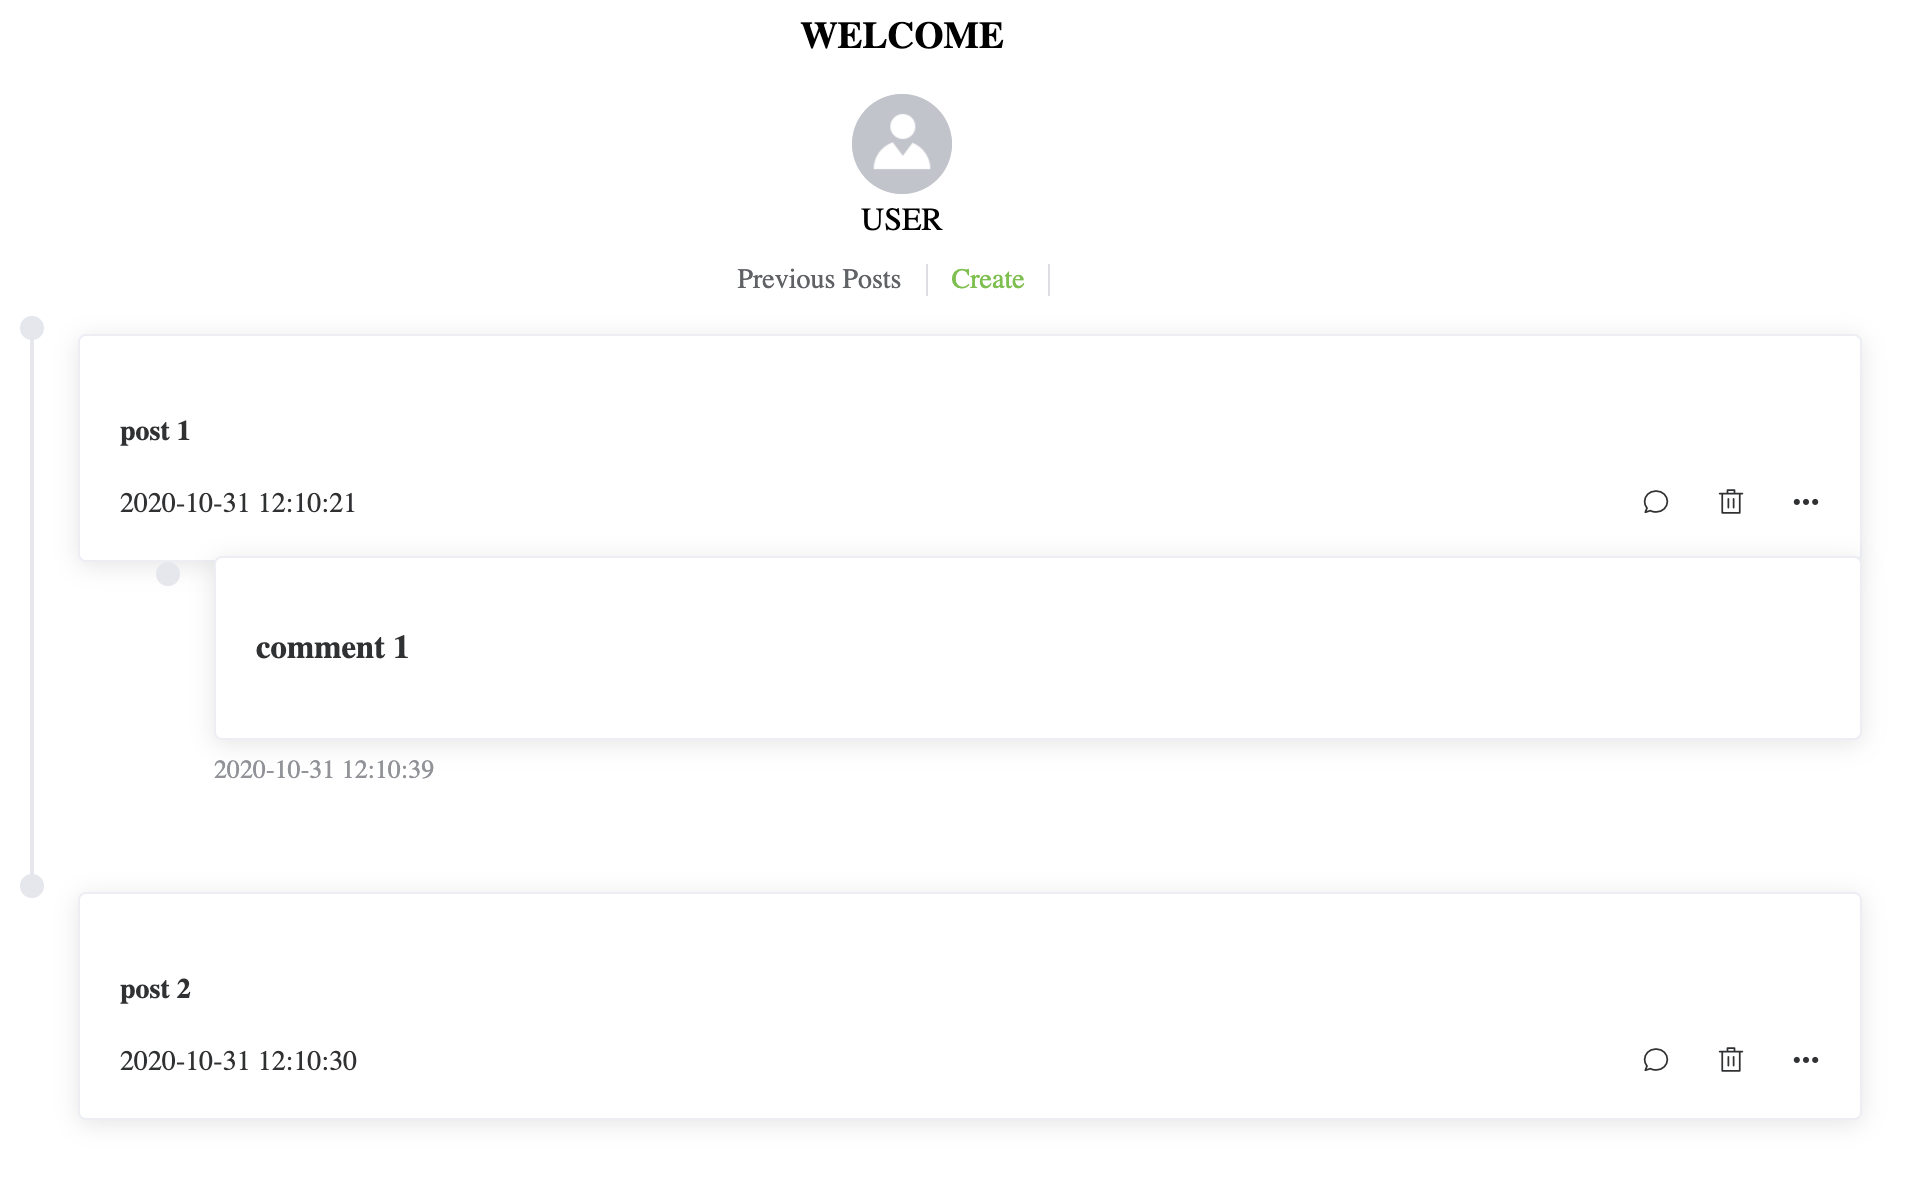 WELCOME
USER
Previous Posts
Create
post 1
2020-10-31 12:10:21
comment 1
2020-10-31 12:10:39
post 2
2020-10-31 12:10:30